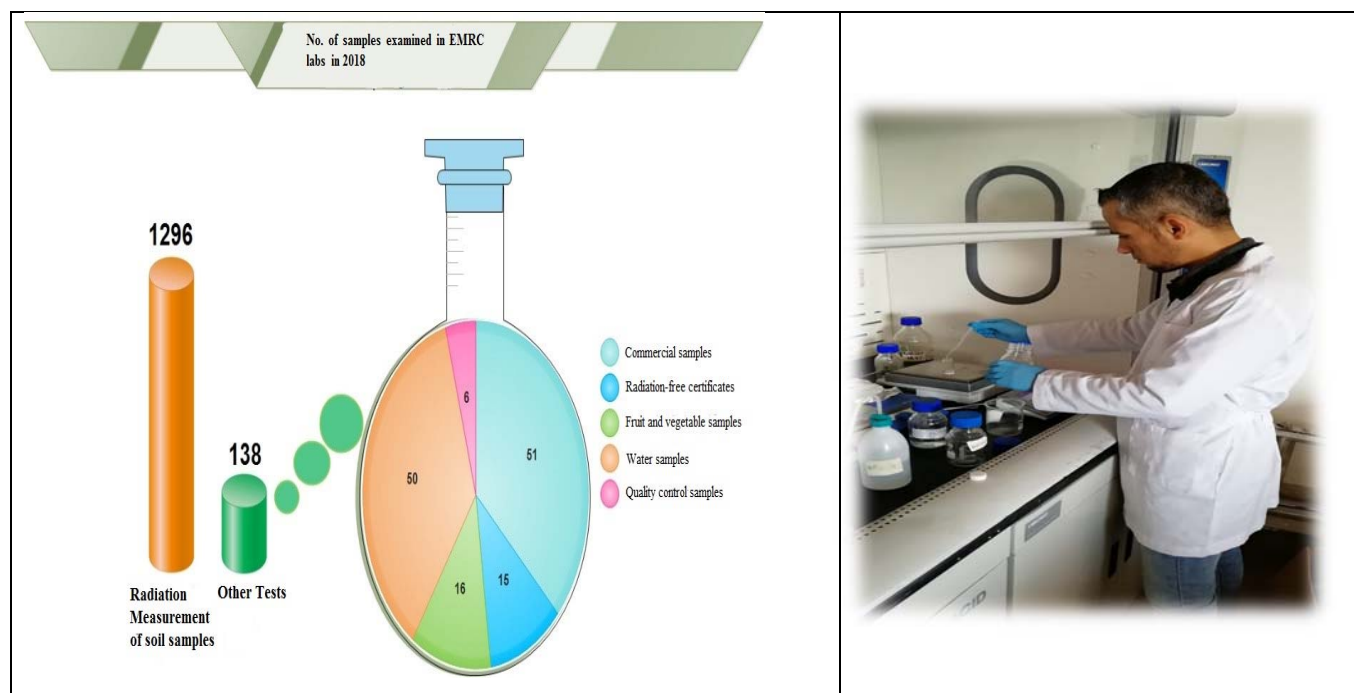 No. of samples examined in EMRC
labs in 2018
1296
138
Radiation
Measurement
of soil samples
Other Tests
6
51
50
16
15
Commercial samples
Radiation-free certificates
Fruit and vegetable samples
Water samples
Quality control samples
ACID